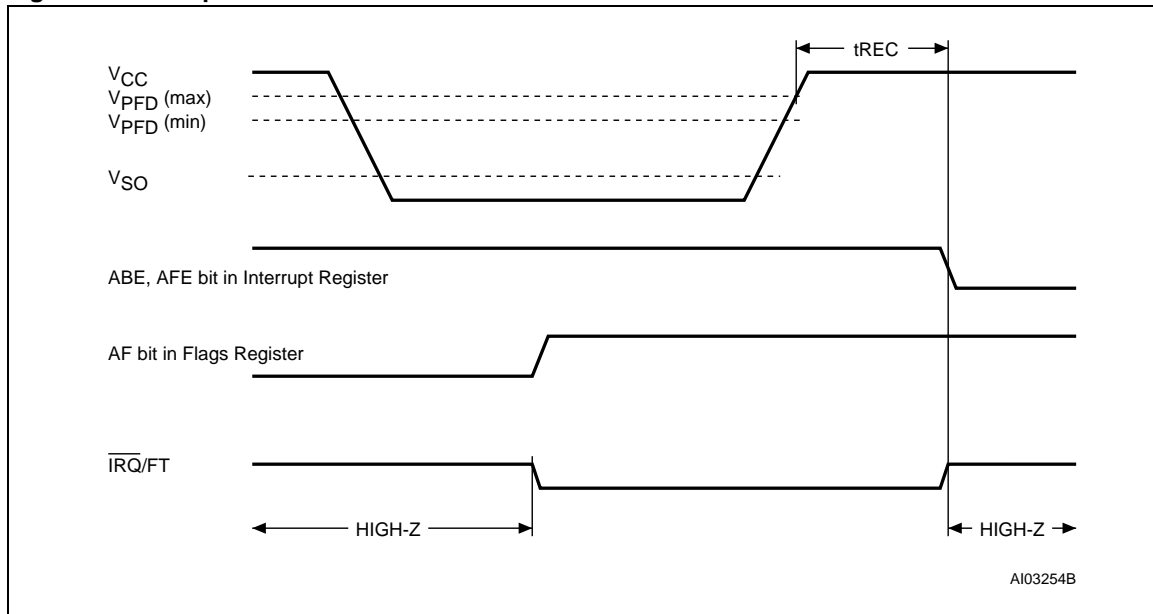 tREC
VCC
VPFD (max)
VPFD (min)
VSO
ABE, AFE bit in Interrupt Register
AF bit in Flags Register
IRQ/FT
HIGH-Z
HIGH-Z
AI03254B